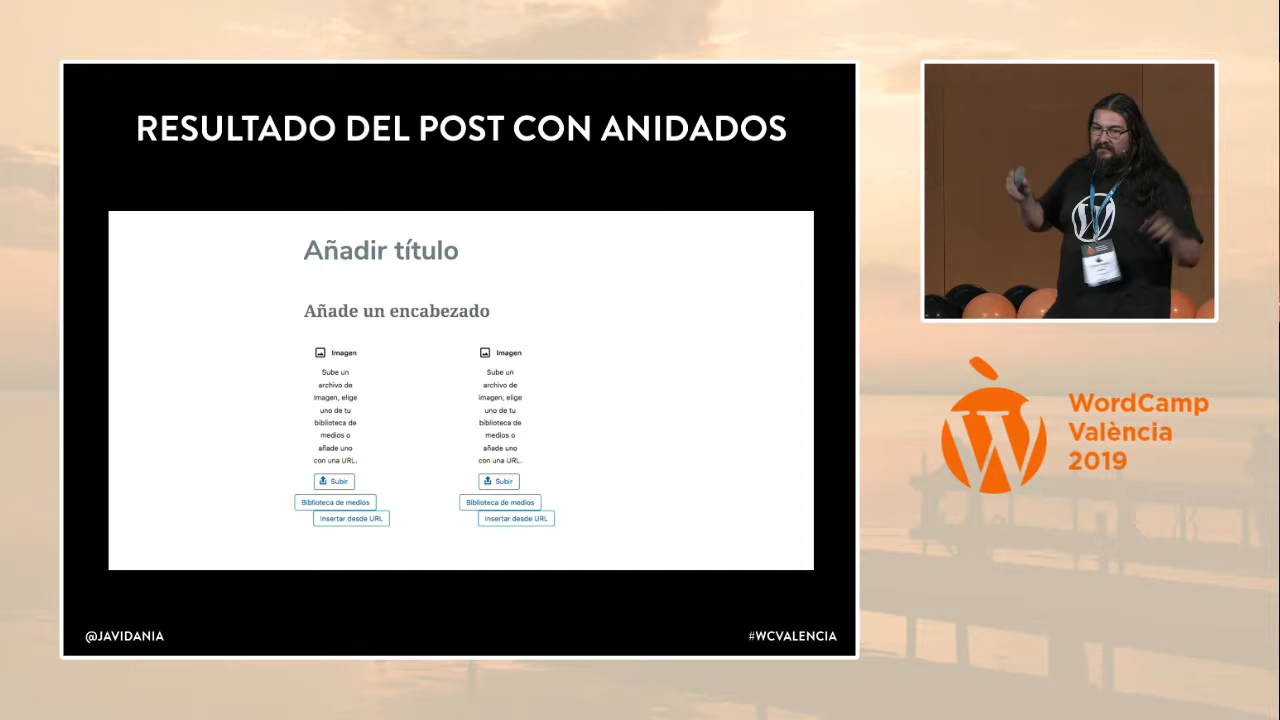 RESULTADO DEL POST CON ANIDADOS
Añadir título
Añade un encabezado
Imagen
Sube un
archivo de
imagen, elige
uno de tu
biblioteca de
medios o
añade uno
con una URL.
Subir
Biblioteca de medios
Insertar desde URL
Imagen
Sube un
archivo de
imagen, elige
uno de tu
biblioteca de
medios o
añade uno
con una URL.
Subir
Biblioteca de medios
Insertar desde URL
@JAVIDANIA
#WCVALENCIA
WordCamp
València
2019